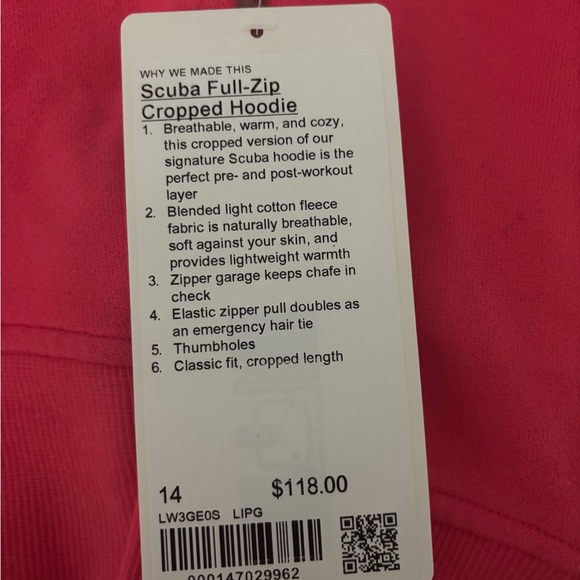 WHY WE MADE THIS
Scuba Full-Zip
Cropped Hoodie
1. Breathable, warm, and cozy,
this cropped version of our
signature Scuba hoodie is the
perfect pre- and post-workout
layer
2. Blended light cotton fleece
fabric is naturally breathable,
soft against your skin, and
provides lightweight warmth
3. Zipper garage keeps chafe in
check
4. Elastic zipper pull doubles as
an emergency hair tie
5. Thumbholes
6. Classic fit, cropped length
14 $118.00
LW3GE0S LIPG
000147029962